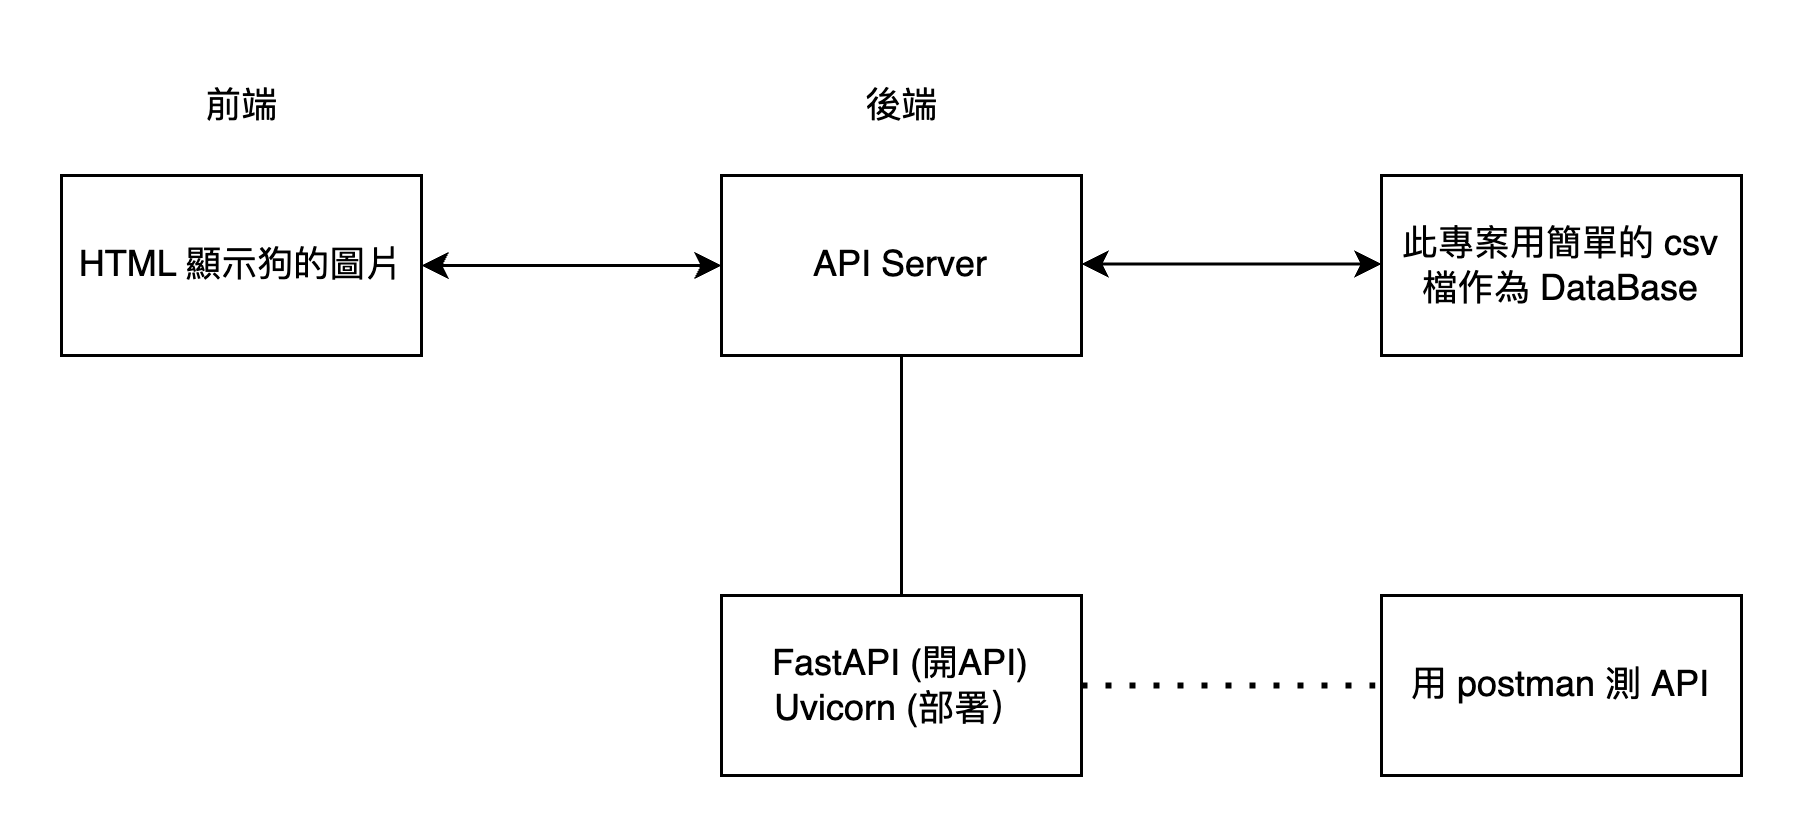 前端
後端
HTML 顯示狗的圖片
API Server
此專案用簡單的 csv
檔作為 DataBase
FastAPI (開API)
Uvicorn (部署）
用 postman 測 API